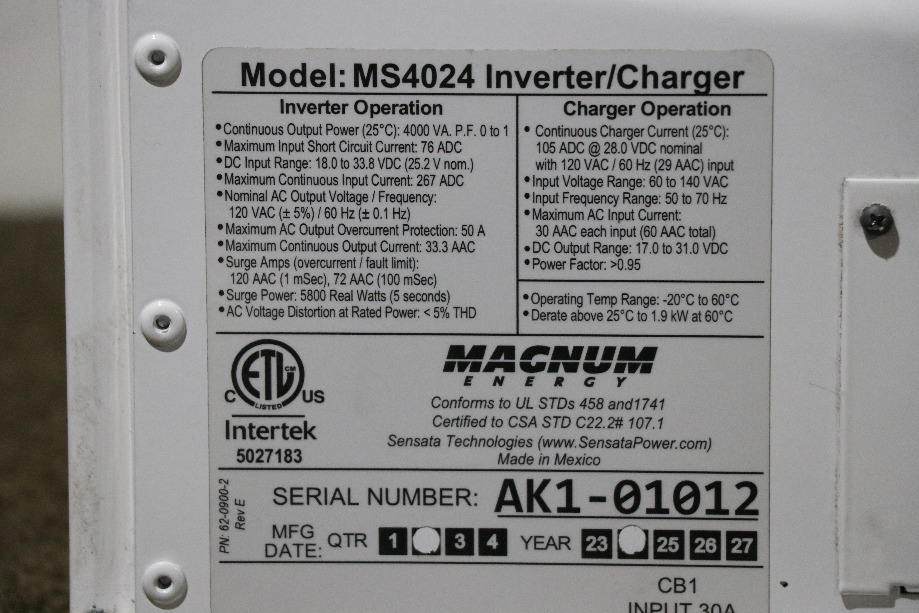 Model: MS4024 Inverter/Charger
Inverter Operation
• Continuous Output Power (25°C): 4000 VA. P.F. 0 to 1
• Maximum Input Short Circuit Current: 76 ADC
• DC Input Range: 18.0 to 33.8 VDC (25.2 V nom.)
• Maximum Continuous Input Current: 267 ADC
• Nominal AC Output Voltage / Frequency:
120 VAC (± 5%) / 60 Hz (± 0.1 Hz)
• Maximum AC Output Overcurrent Protection: 50 A
• Maximum Continuous Output Current: 33.3 AAC
• Surge Amps (overcurrent / fault limit):
120 AAC (1 mSec), 72 AAC (100 mSec)
• Surge Power: 5800 Real Watts (5 seconds)
• AC Voltage Distortion at Rated Power: < 5% THD
Charger Operation
• Continuous Charger Current (25°C):
105 ADC @ 28.0 VDC nominal
with 120 VAC / 60 Hz (29 AAC) input
• Input Voltage Range: 60 to 140 VAC
• Input Frequency Range: 50 to 70 Hz
• Maximum AC Input Current:
30 AAC each input (60 AAC total)
• DC Output Range: 17.0 to 31.0 VDC
• Power Factor: >0.95
• Operating Temp Range: -20°C to 60°C
• Derate above 25°C to 1.9 kW at 60°C
ETL CM
LISTED
C US
Intertek
5027183
MAGNUM
ENERGY
Conforms to UL STDs 458 and1741
Certified to CSA STD C22.2# 107.1
Sensata Technologies (www.SensataPower.com)
Made in Mexico
PN: 62-0900-2
Rev E
SERIAL NUMBER: AK1-01012
MFG DATE: QTR 1 3 4 YEAR 23 25 26 27
CB1
INPUT 30A